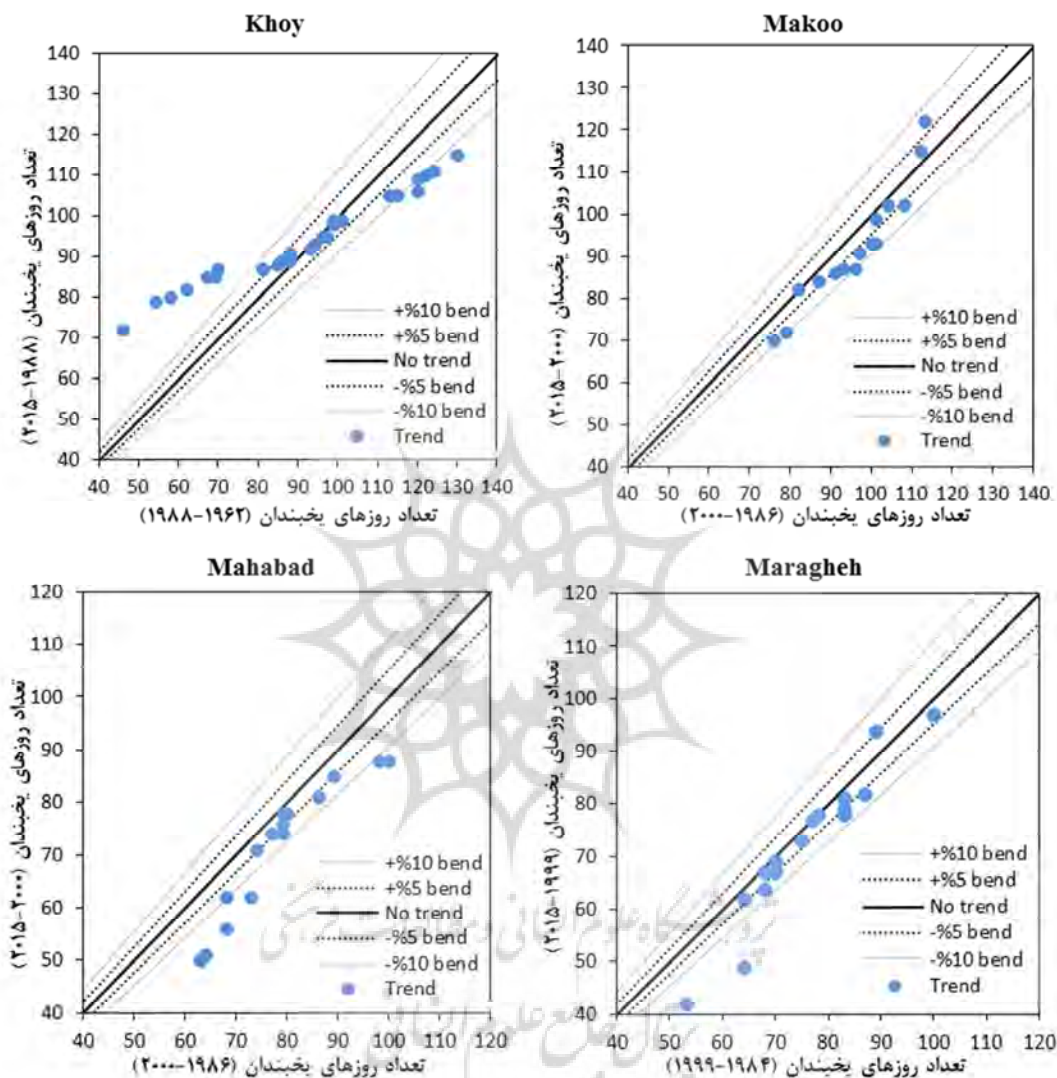 Khoy
تعداد روزهای یخبندان (۲۰۱۵-۱۹۸۸)
140
130
120
110
100
90
80
70
60
50
40
+%10 bend
+%5 bend
No trend
-%5 bend
-%10 bend
Trend
40 50 60 70 80 90 100 110 120 130 140
تعداد روزهای یخبندان (۱۹۸۸-۱۹۶۲)
Makoo
تعداد روزهای یخبندان (۲۰۱۵-۲۰۰۰)
140
130
120
110
100
90
80
70
60
50
40
+%10 bend
+%5 bend
No trend
-%5 bend
-%10 bend
Trend
40 50 60 70 80 90 100 110 120 130 140
تعداد روزهای یخبندان (۲۰۰۰-۱۹۸۶)
Mahabad
تعداد روزهای یخبندان (۲۰۱۵-۲۰۰۰)
120
110
100
90
80
70
60
50
40
+%10 bend
+%5 bend
No trend
-%5 bend
-%10 bend
Trend
40 50 60 70 80 90 100 110 120
تعداد روزهای یخبندان (۲۰۰۰-۱۹۸۶)
Maragheh
تعداد روزهای یخبندان (۲۰۱۵-۱۹۹۹)
120
110
100
90
80
70
60
50
40
+%10 bend
+%5 bend
No trend
-%5 bend
-%10 bend
Trend
40 50 60 70 80 90 100 110 120
تعداد روزهای یخبندان (۱۹۹۹-۱۹۸۴)